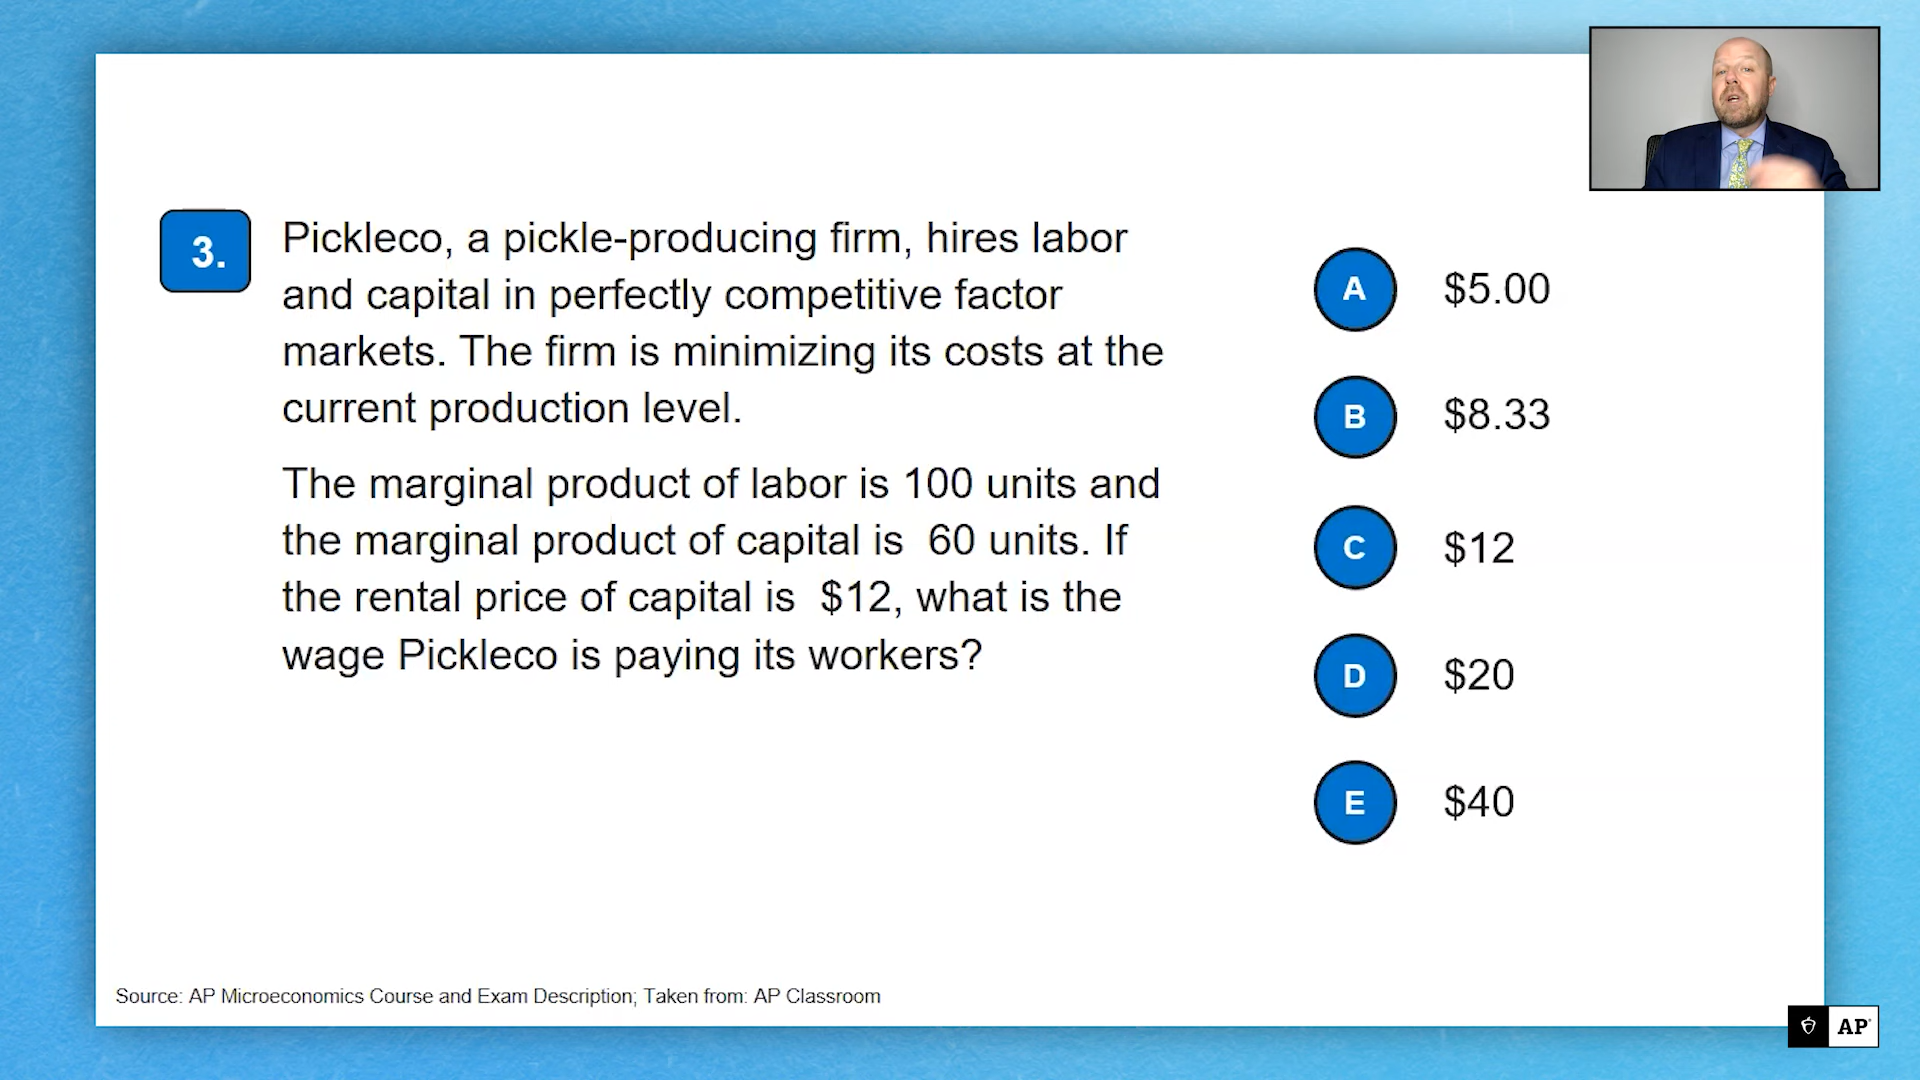 3.
Pickleco, a pickle-producing firm, hires labor
and capital in perfectly competitive factor
markets. The firm is minimizing its costs at the
current production level.
The marginal product of labor is 100 units and
the marginal product of capital is 60 units. If
the rental price of capital is $12, what is the
wage Pickleco is paying its workers?
A $5.00
B $8.33
C $12
D $20
E $40
Source: AP Microeconomics Course and Exam Description; Taken from: AP Classroom
AP